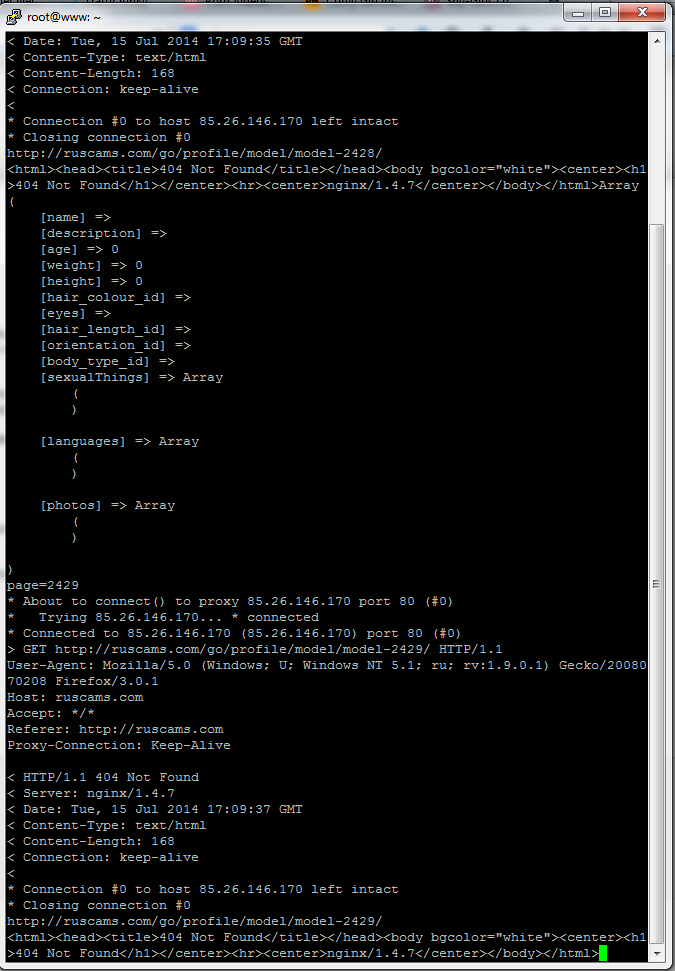 root@www: ~
< Date: Tue, 15 Jul 2014 17:09:35 GMT
< Content-Type: text/html
< Content-Length: 168
< Connection: keep-alive
<
* Connection #0 to host 85.26.146.170 left intact
* Closing connection #0
http://ruscams.com/go/profile/model/model-2428/
<html><head><title>404 Not Found</title></head><body bgcolor="white"><center><h1
>404 Not Found</h1></center><hr><center>nginx/1.4.7</center></body></html>Array
(
    [name] =>
    [description] =>
    [age] => 0
    [weight] => 0
    [height] => 0
    [hair_colour_id] =>
    [eyes] =>
    [hair_length_id] =>
    [orientation_id] =>
    [body_type_id] =>
    [sexualThings] => Array
        (
        )
    [languages] => Array
        (
        )
    [photos] => Array
        (
        )
)
page=2429
* About to connect() to proxy 85.26.146.170 port 80 (#0)
*   Trying 85.26.146.170... * connected
* Connected to 85.26.146.170 (85.26.146.170) port 80 (#0)
> GET http://ruscams.com/go/profile/model/model-2429/ HTTP/1.1
User-Agent: Mozilla/5.0 (Windows; U; Windows NT 5.1; ru; rv:1.9.0.1) Gecko/20080
70208 Firefox/3.0.1
Host: ruscams.com
Accept: */*
Referer: http://ruscams.com
Proxy-Connection: Keep-Alive
< HTTP/1.1 404 Not Found
< Server: nginx/1.4.7
< Date: Tue, 15 Jul 2014 17:09:37 GMT
< Content-Type: text/html
< Content-Length: 168
< Connection: keep-alive
<
* Connection #0 to host 85.26.146.170 left intact
* Closing connection #0
http://ruscams.com/go/profile/model/model-2429/
<html><head><title>404 Not Found</title></head><body bgcolor="white"><center><h1
>404 Not Found</h1></center><hr><center>nginx/1.4.7</center></body></html>